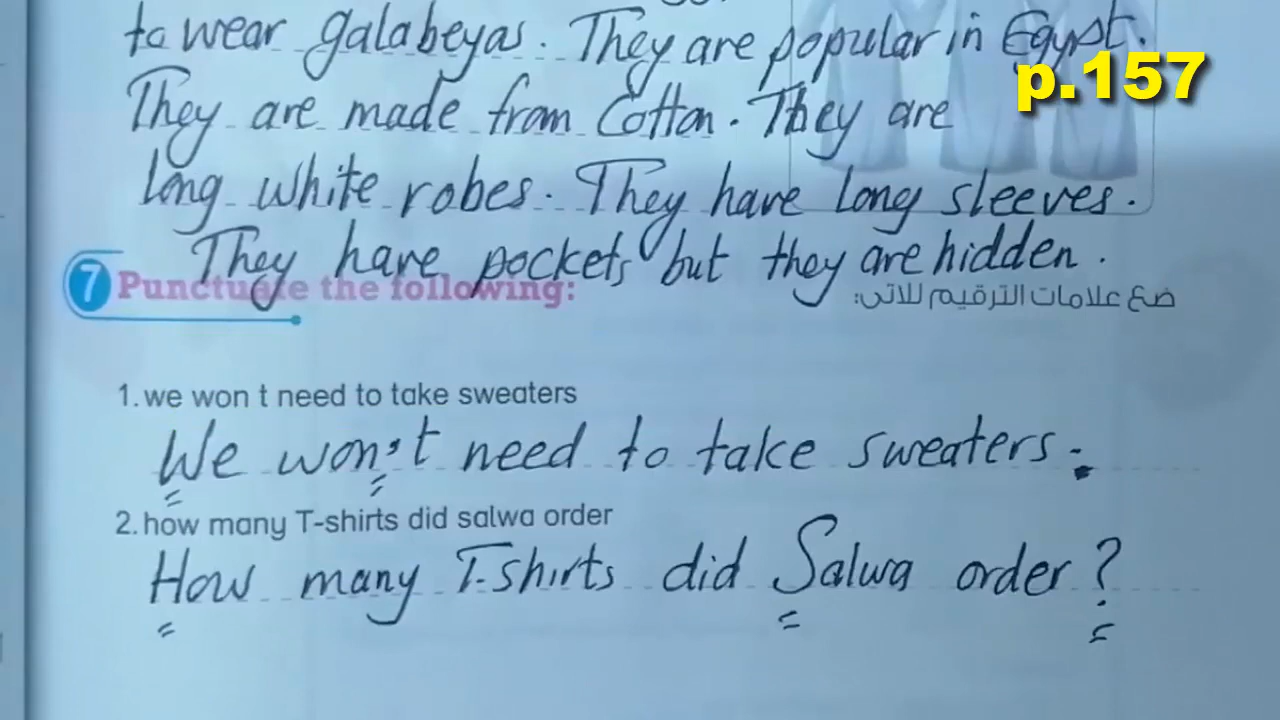 to wear galabeyas. They are popular in Egypt.
p.157
They are made from Cotton. They are
long white robes. They have long sleeves.
They have pockets but they are hidden.
7 Punctuate the following:
ضع علامات الترقيم للآتى:
1. we won t need to take sweaters
We won't need to take sweaters.
2. how many T-shirts did salwa order
How many T-shirts did Salwa order?